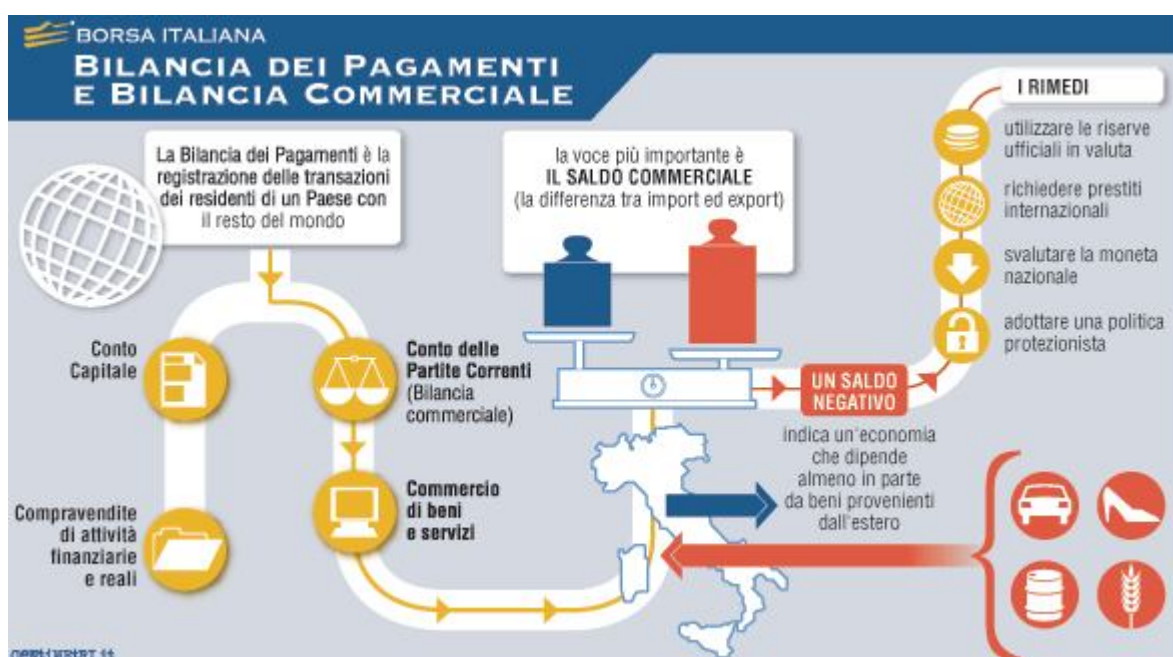 BORSA ITALIANA
BILANCIA DEI PAGAMENTI
E BILANCIA COMMERCIALE
La Bilancia dei Pagamenti è la
registrazione delle transazioni
dei residenti di un Paese con
il resto del mondo
la voce più importante è
IL SALDO COMMERCIALE
(la differenza tra import ed export)
I RIMEDI
utilizzare le riserve
ufficiali in valuta
richiedere prestiti
internazionali
svalutare la moneta
nazionale
adottare una politica
protezionista
Conto
Capitale
Conto delle
Partite Correnti
(Bilancia
commerciale)
UN SALDO
NEGATIVO
indica un'economia
che dipende
almeno in parte
da beni provenienti
dall'estero
Commercio
di beni
e servizi
Compravendite
di attività
finanziarie
e reali